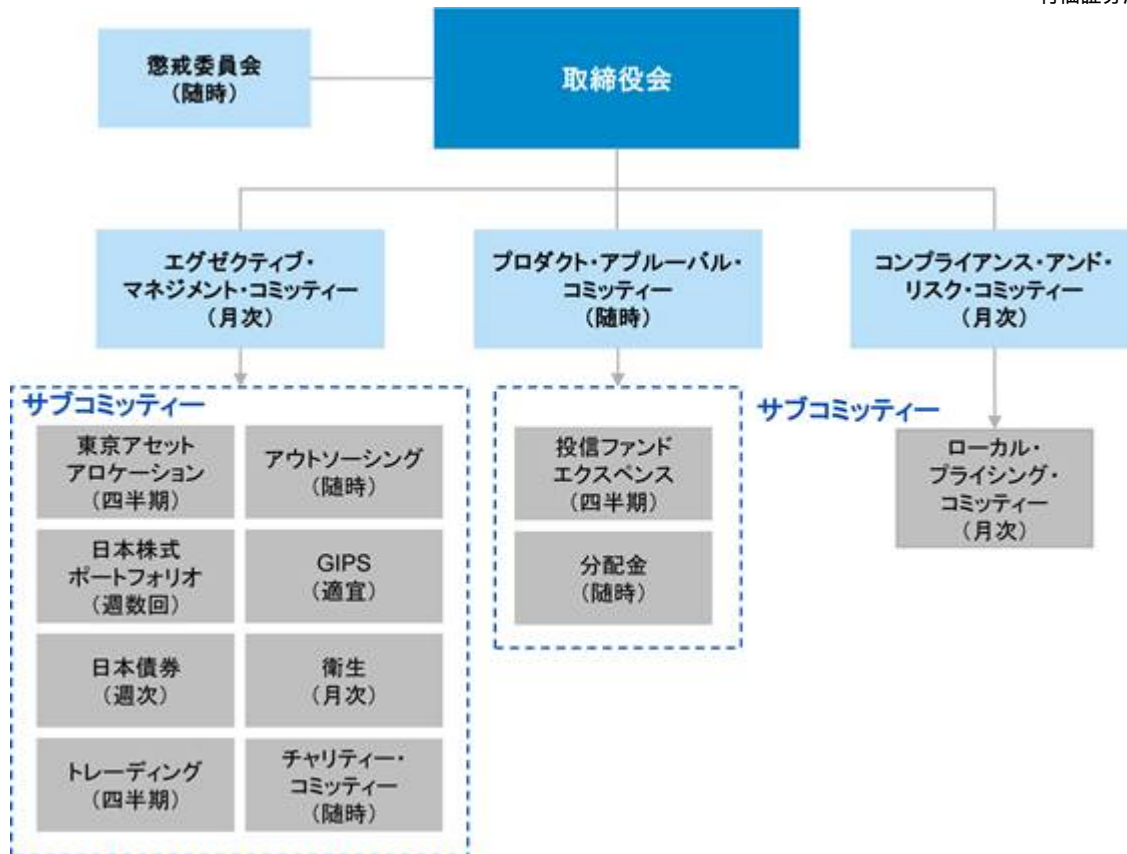 懲戒委員会
(随時)
取締役会
エグゼクティブ・
マネジメント・コミッティー
(月次)
プロダクト・アプルーバル・
コミッティー
(随時)
コンプライアンス・アンド・
リスク・コミッティー
(月次)
サブコミッティー
東京アセット
アロケーション
(四半期)
アウトソーシング
(随時)
日本株式
ポートフォリオ
(週数回)
GIPS
(適宜)
日本債券
(週次)
衛生
(月次)
トレーディング
(四半期)
チャリティー・
コミッティー
(随時)
投信ファンド
エクスペンス
(四半期)
分配金
(随時)
サブコミッティー
ローカル・
プライシング・
コミッティー
(月次)